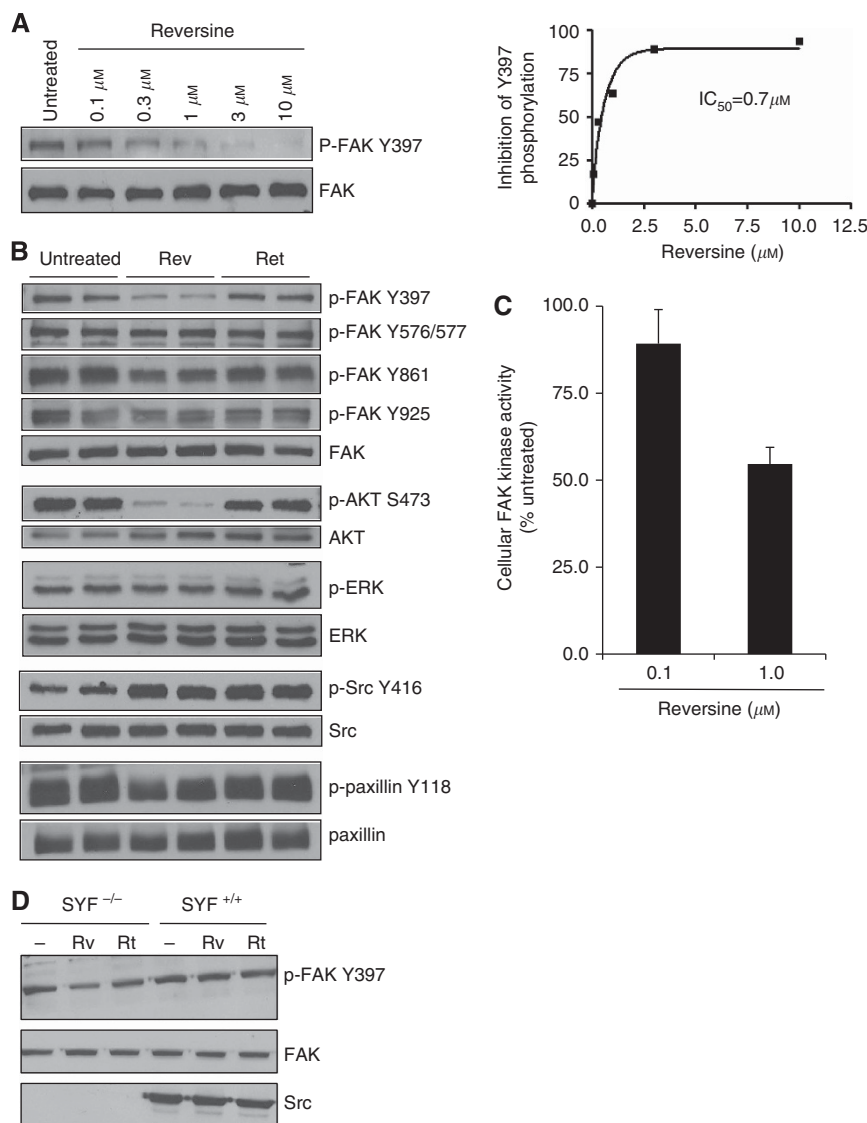 A
Reversine
Untreated
0.1 μM
0.3 μM
1 μM
3 μM
10 μM
P-FAK Y397
FAK
Inhibition of Y397
phosphorylation
100
75
50
25
0
IC50=0.7 μM
0.0 2.5 5.0 7.5 10.0 12.5
Reversine (μM)
B
Untreated Rev Ret
p-FAK Y397
p-FAK Y576/577
p-FAK Y861
p-FAK Y925
FAK
p-AKT S473
AKT
p-ERK
ERK
p-Src Y416
Src
p-paxillin Y118
paxillin
C
Cellular FAK kinase activity
(% untreated)
100.0
75.0
50.0
25.0
0.0
0.1 1.0
Reversine (μM)
D
SYF −/− SYF +/+
– Rv Rt – Rv Rt
p-FAK Y397
FAK
Src